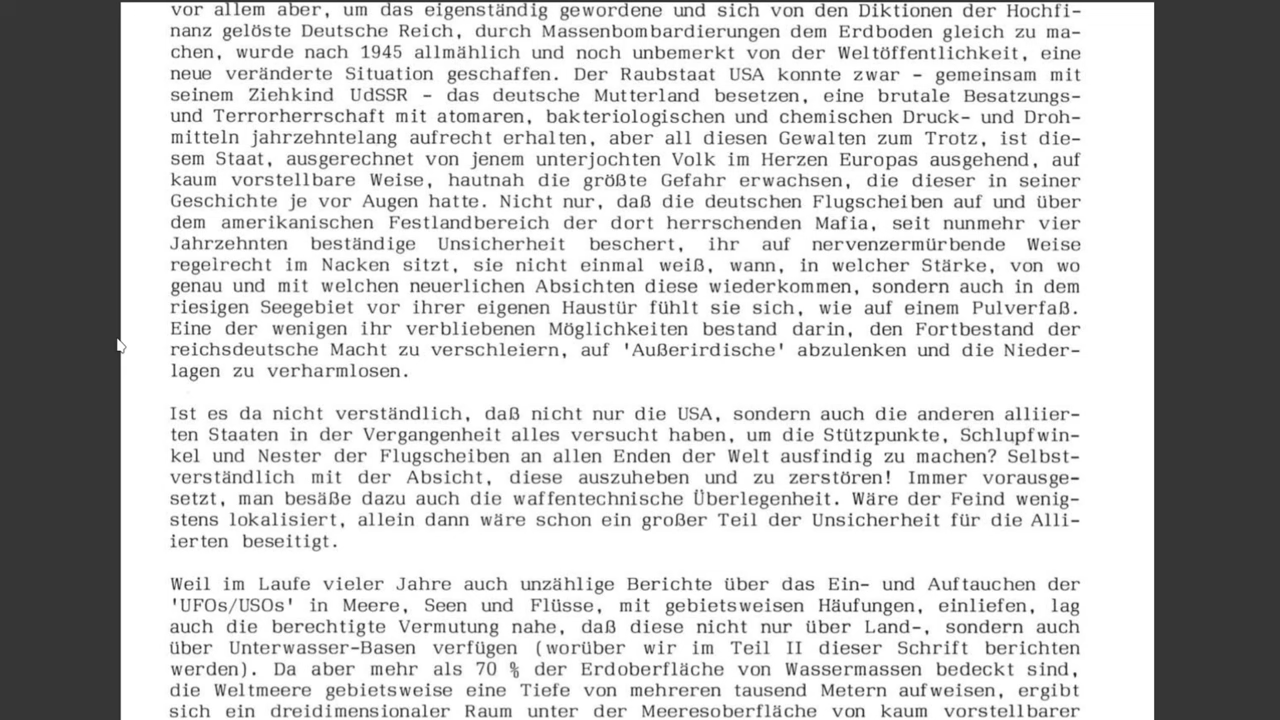 vor allem aber, um das eigenständig gewordene und sich von den Diktionen der Hochfi-
nanz gelöste Deutsche Reich, durch Massenbombardierungen dem Erdboden gleich zu ma-
chen, wurde nach 1945 allmählich und noch unbemerkt von der Weltöffentlichkeit, eine
neue veränderte Situation geschaffen. Der Raubstaat USA konnte zwar - gemeinsam mit
seinem Ziehkind UdSSR - das deutsche Mutterland besetzen, eine brutale Besatzungs-
und Terrorherrschaft mit atomaren, bakteriologischen und chemischen Druck- und Droh-
mitteln jahrzehntelang aufrecht erhalten, aber all diesen Gewalten zum Trotz, ist die-
sem Staat, ausgerechnet von jenem unterjochten Volk im Herzen Europas ausgehend, auf
kaum vorstellbare Weise, hautnah die größte Gefahr erwachsen, die dieser in seiner
Geschichte je vor Augen hatte. Nicht nur, daß die deutschen Flugscheiben auf und über
dem amerikanischen Festlandbereich der dort herrschenden Mafia, seit nunmehr vier
Jahrzehnten beständige Unsicherheit beschert, ihr auf nervenzermürbende Weise
regelrecht im Nacken sitzt, sie nicht einmal weiß, wann, in welcher Stärke, von wo
genau und mit welchen neuerlichen Absichten diese wiederkommen, sondern auch in dem
riesigen Seegebiet vor ihrer eigenen Haustür fühlt sie sich, wie auf einem Pulverfaß.
Eine der wenigen ihr verbliebenen Möglichkeiten bestand darin, den Fortbestand der
reichsdeutsche Macht zu verschleiern, auf 'Außerirdische' abzulenken und die Nieder-
lagen zu verharmlosen.
Ist es da nicht verständlich, daß nicht nur die USA, sondern auch die anderen alliier-
ten Staaten in der Vergangenheit alles versucht haben, um die Stützpunkte, Schlupfwin-
kel und Nester der Flugscheiben an allen Enden der Welt ausfindig zu machen? Selbst-
verständlich mit der Absicht, diese auszuheben und zu zerstören! Immer vorausge-
setzt, man besäße dazu auch die waffentechnische Überlegenheit. Wäre der Feind wenig-
stens lokalisiert, allein dann wäre schon ein großer Teil der Unsicherheit für die Alli-
ierten beseitigt.
Weil im Laufe vieler Jahre auch unzählige Berichte über das Ein- und Auftauchen der
'UFOs/USOs' in Meere, Seen und Flüsse, mit gebietsweisen Häufungen, einliefen, lag
auch die berechtigte Vermutung nahe, daß diese nicht nur über Land-, sondern auch
über Unterwasser-Basen verfügen (worüber wir im Teil II dieser Schrift berichten
werden). Da aber mehr als 70 % der Erdoberfläche von Wassermassen bedeckt sind,
die Weltmeere gebietsweise eine Tiefe von mehreren tausend Metern aufweisen, ergibt
sich ein dreidimensionaler Raum unter der Meeresoberfläche von kaum vorstellbarer